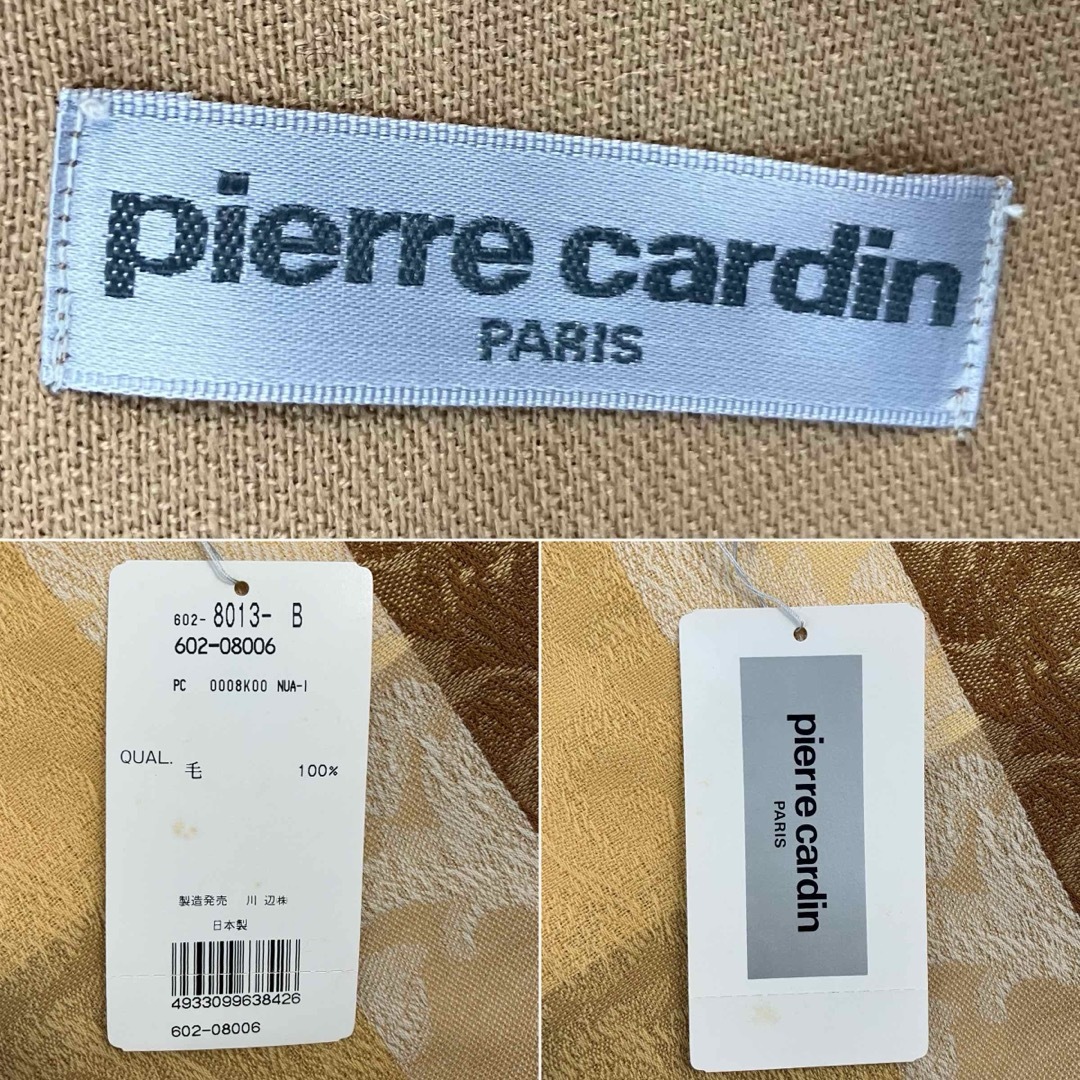 pierre cardin
PARIS
602- 8013- B
602-08006
PC 0008K00 NUA-I
QUAL. 毛 100%
製造発売 川辺㈱
日本製
4933099638426
602-08006
pierre cardin
PARIS